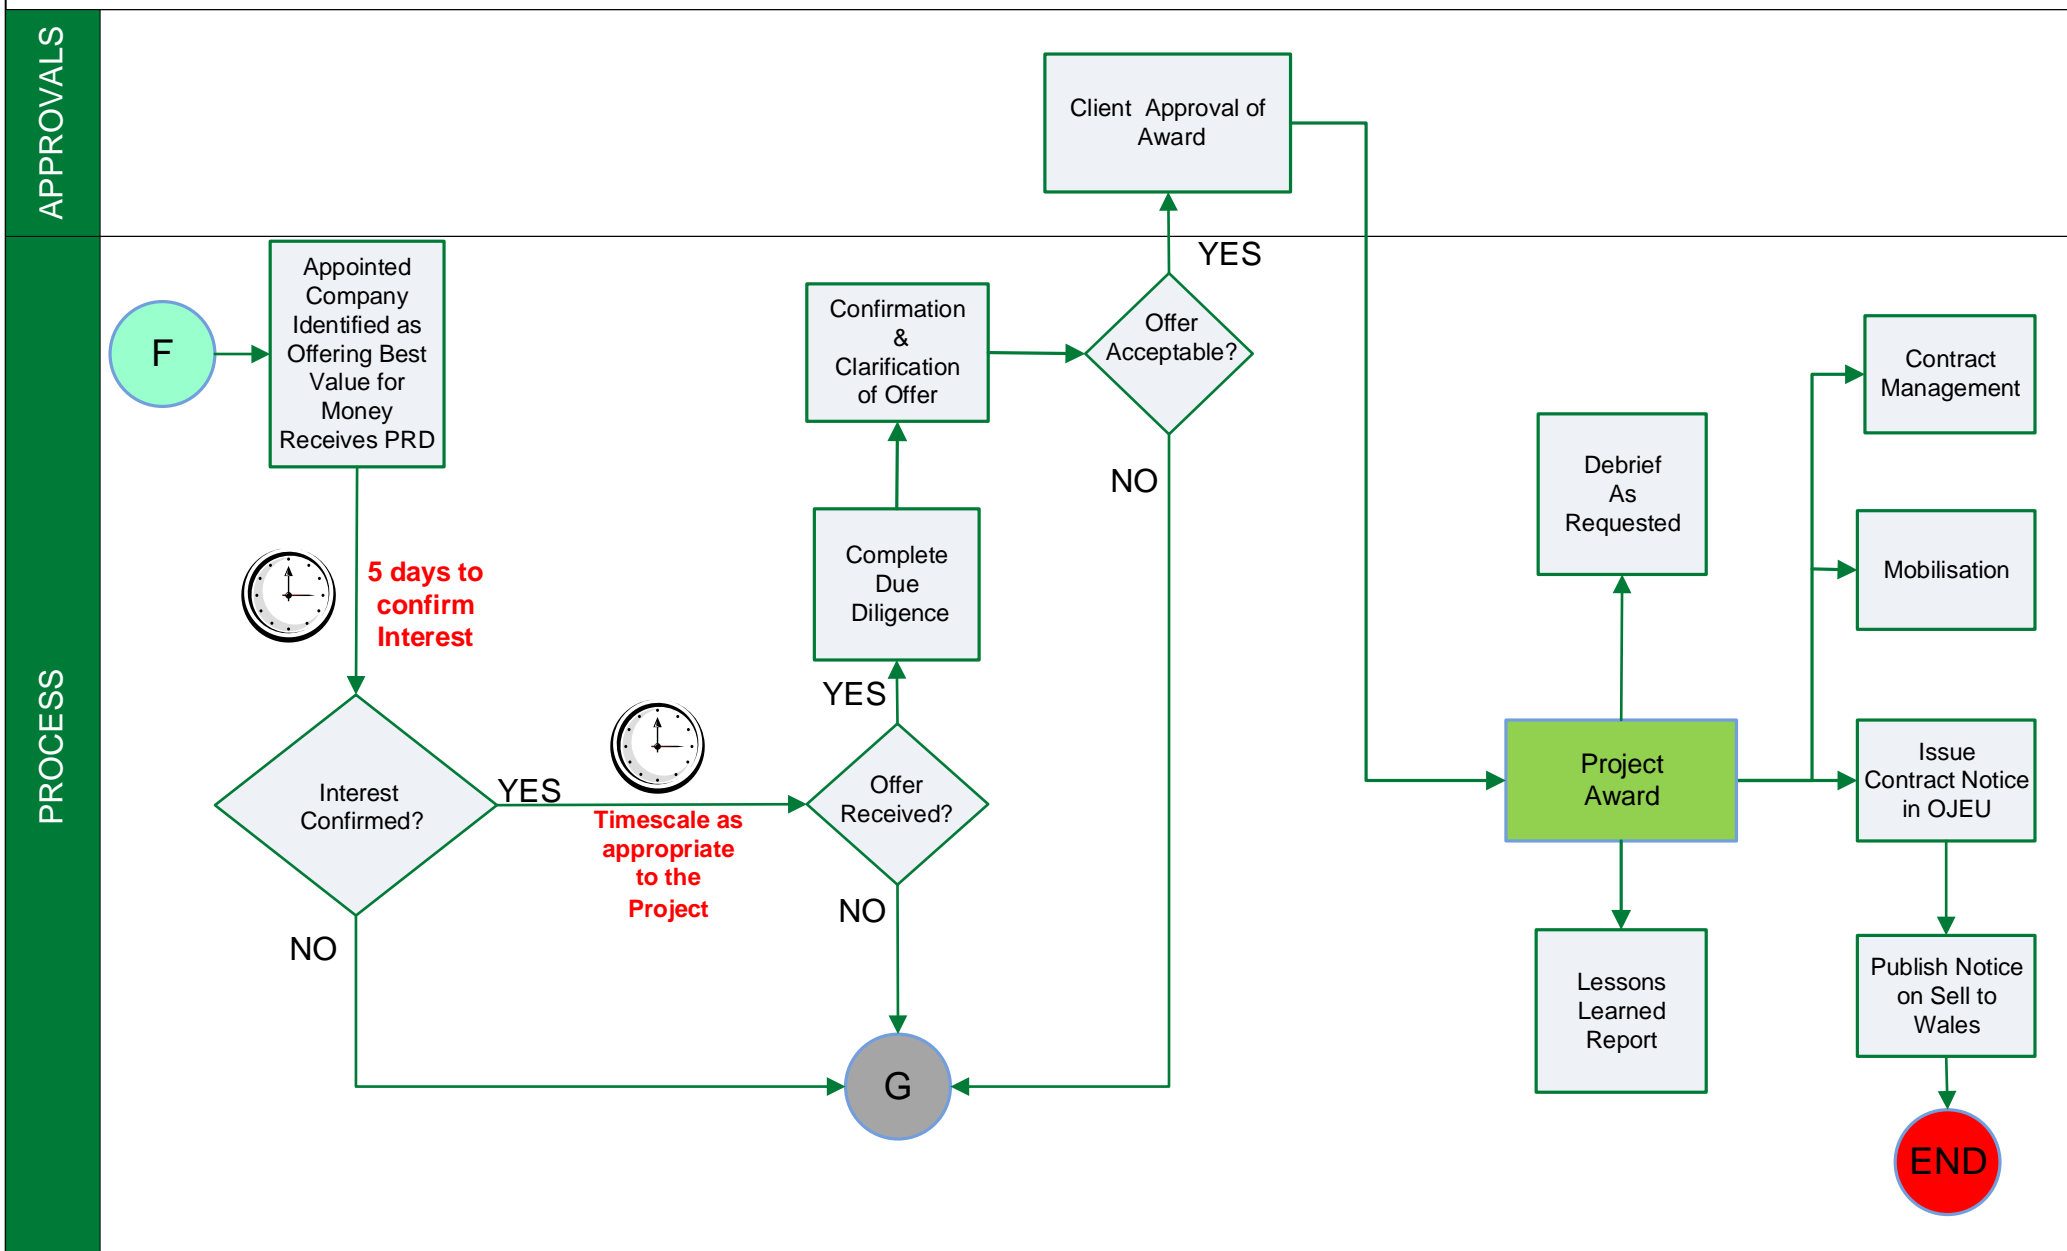 APPROVALS
Client Approval of
Award
PROCESS
F
Appointed
Company
Identified as
Offering Best
Value for
Money
Receives PRD
5 days to
confirm
Interest
Interest
Confirmed?
YES
NO
Timescale as
appropriate
to the
Project
Offer
Received?
YES
NO
Complete
Due
Diligence
Confirmation
&
Clarification
of Offer
Offer
Acceptable?
YES
NO
G
Project
Award
Debrief
As
Requested
Lessons
Learned
Report
Contract
Management
Mobilisation
Issue
Contract Notice
in OJEU
Publish Notice
on Sell to
Wales
END